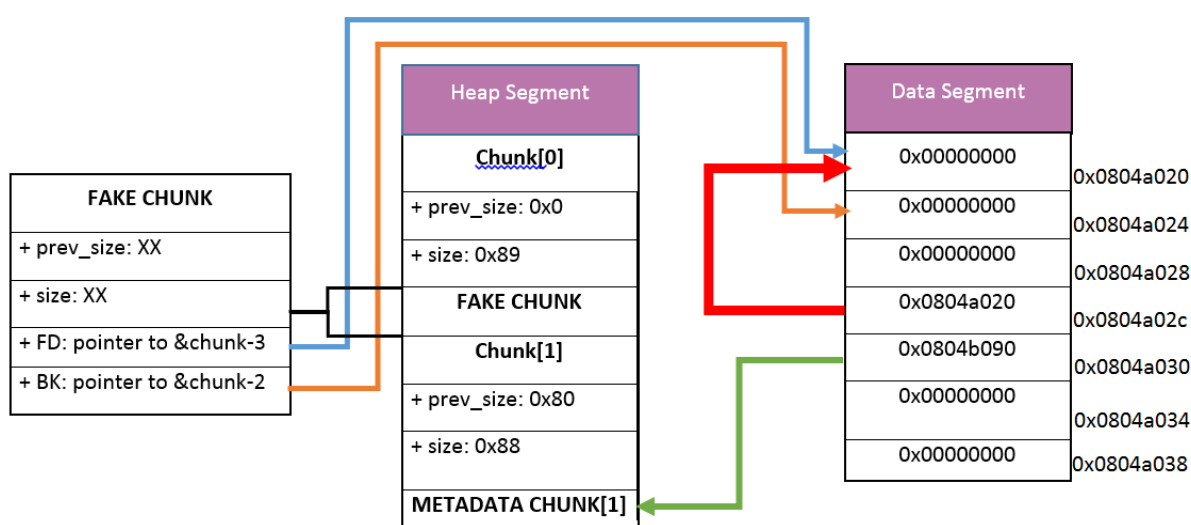 FAKE CHUNK
+ prev_size: XX
+ size: XX
+ FD: pointer to &chunk-3
+ BK: pointer to &chunk-2
Heap Segment
Chunk[0]
+ prev_size: 0x0
+ size: 0x89
FAKE CHUNK
Chunk[1]
+ prev_size: 0x80
+ size: 0x88
METADATA CHUNK[1]
Data Segment
0x00000000
0x0804a020
0x00000000
0x0804a024
0x00000000
0x0804a028
0x0804a020
0x0804a02c
0x0804b090
0x0804a030
0x00000000
0x0804a034
0x00000000
0x0804a038